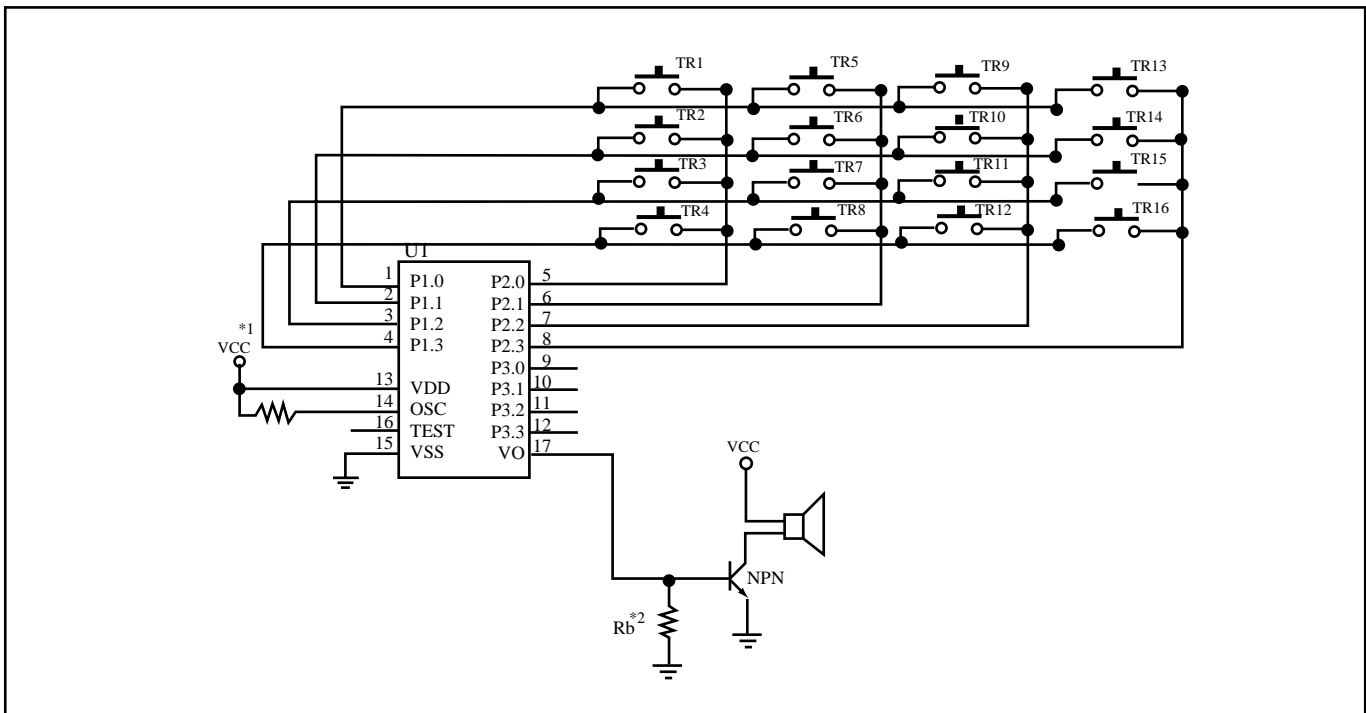 TR1 TR5 TR9 TR13
TR2 TR6 TR10 TR14
TR3 TR7 TR11 TR15
TR4 TR8 TR12 TR16
U1
1 P1.0 P2.0 5
2 P1.1 P2.1 6
3 P1.2 P2.2 7
4 P1.3 P2.3 8
*1
VCC
P3.0 9
13 VDD P3.1 10
14 OSC P3.2 11
16 TEST P3.3 12
15 VSS VO 17
VCC
NPN
Rb*2